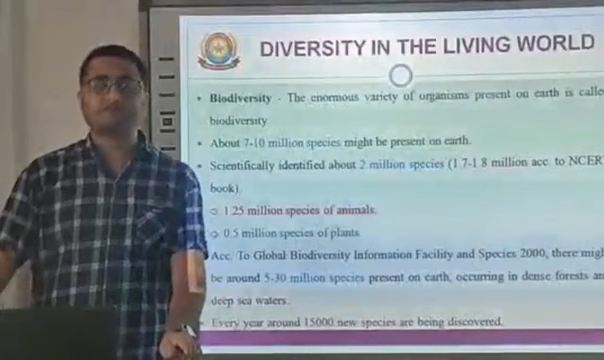 DIVERSITY IN THE LIVING WORLD
• Biodiversity - The enormous variety of organisms present on earth is calle
biodiversity.
• About 7-10 million species might be present on earth.
• Scientifically identified about 2 million species (1.7-1.8 million acc. to NCERT
book).
○ 1.25 million species of animals.
○ 0.5 million species of plants
Acc. To Global Biodiversity Information Facility and Species 2000, there migh
be around 5-30 million species present on earth, occurring in dense forests an
deep sea waters.
• Every year around 15000 new species are being discovered.